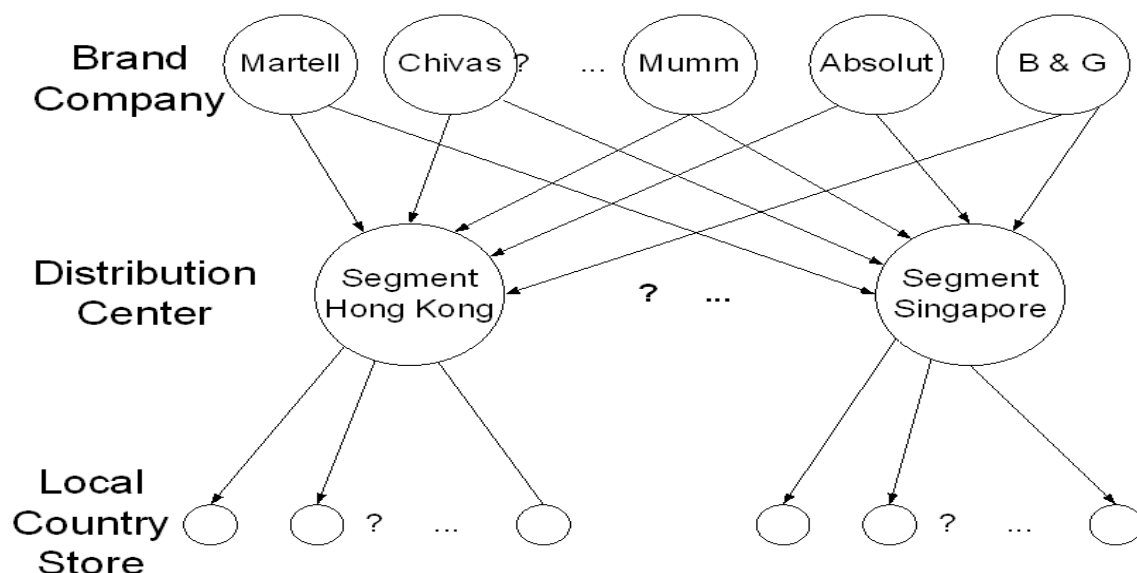 Brand
Company
Martell
Chivas ? ...
Mumm
Absolut
B & G
Distribution
Center
Segment
Hong Kong
? ...
Segment
Singapore
Local
Country
Store
? ...
? ...